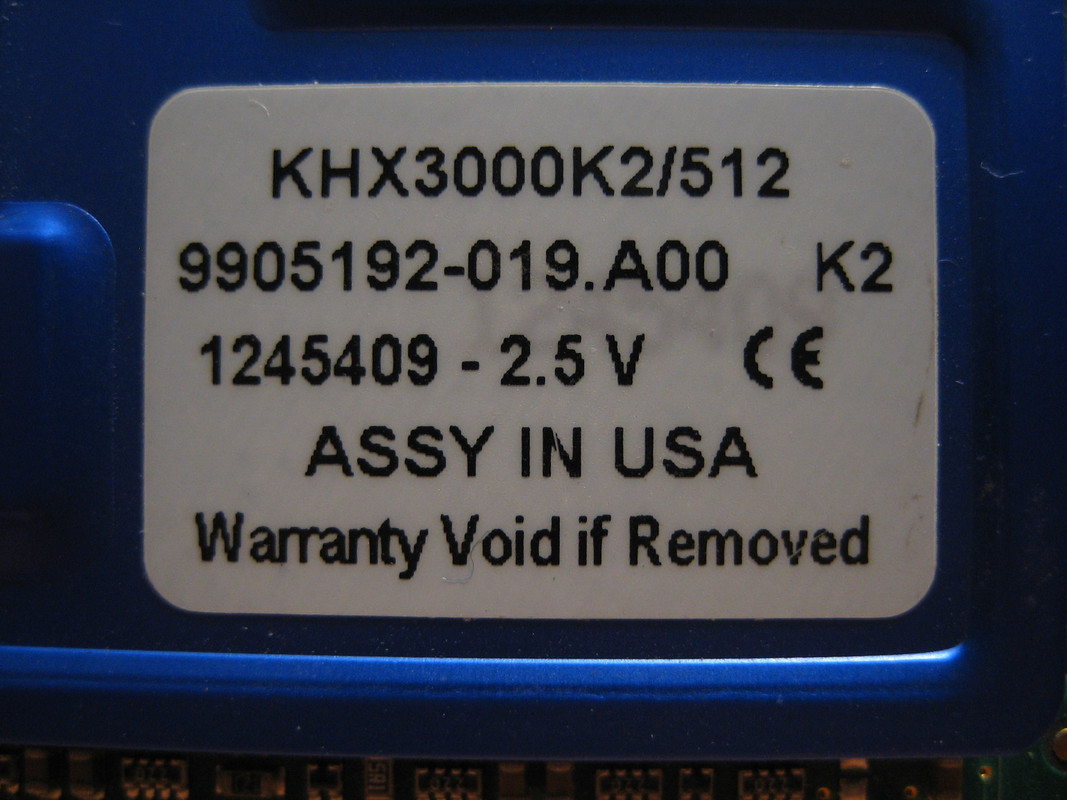 KHX3000K2/512
9905192-019.A00 K2
1245409 - 2.5 V CE
ASSY IN USA
Warranty Void if Removed